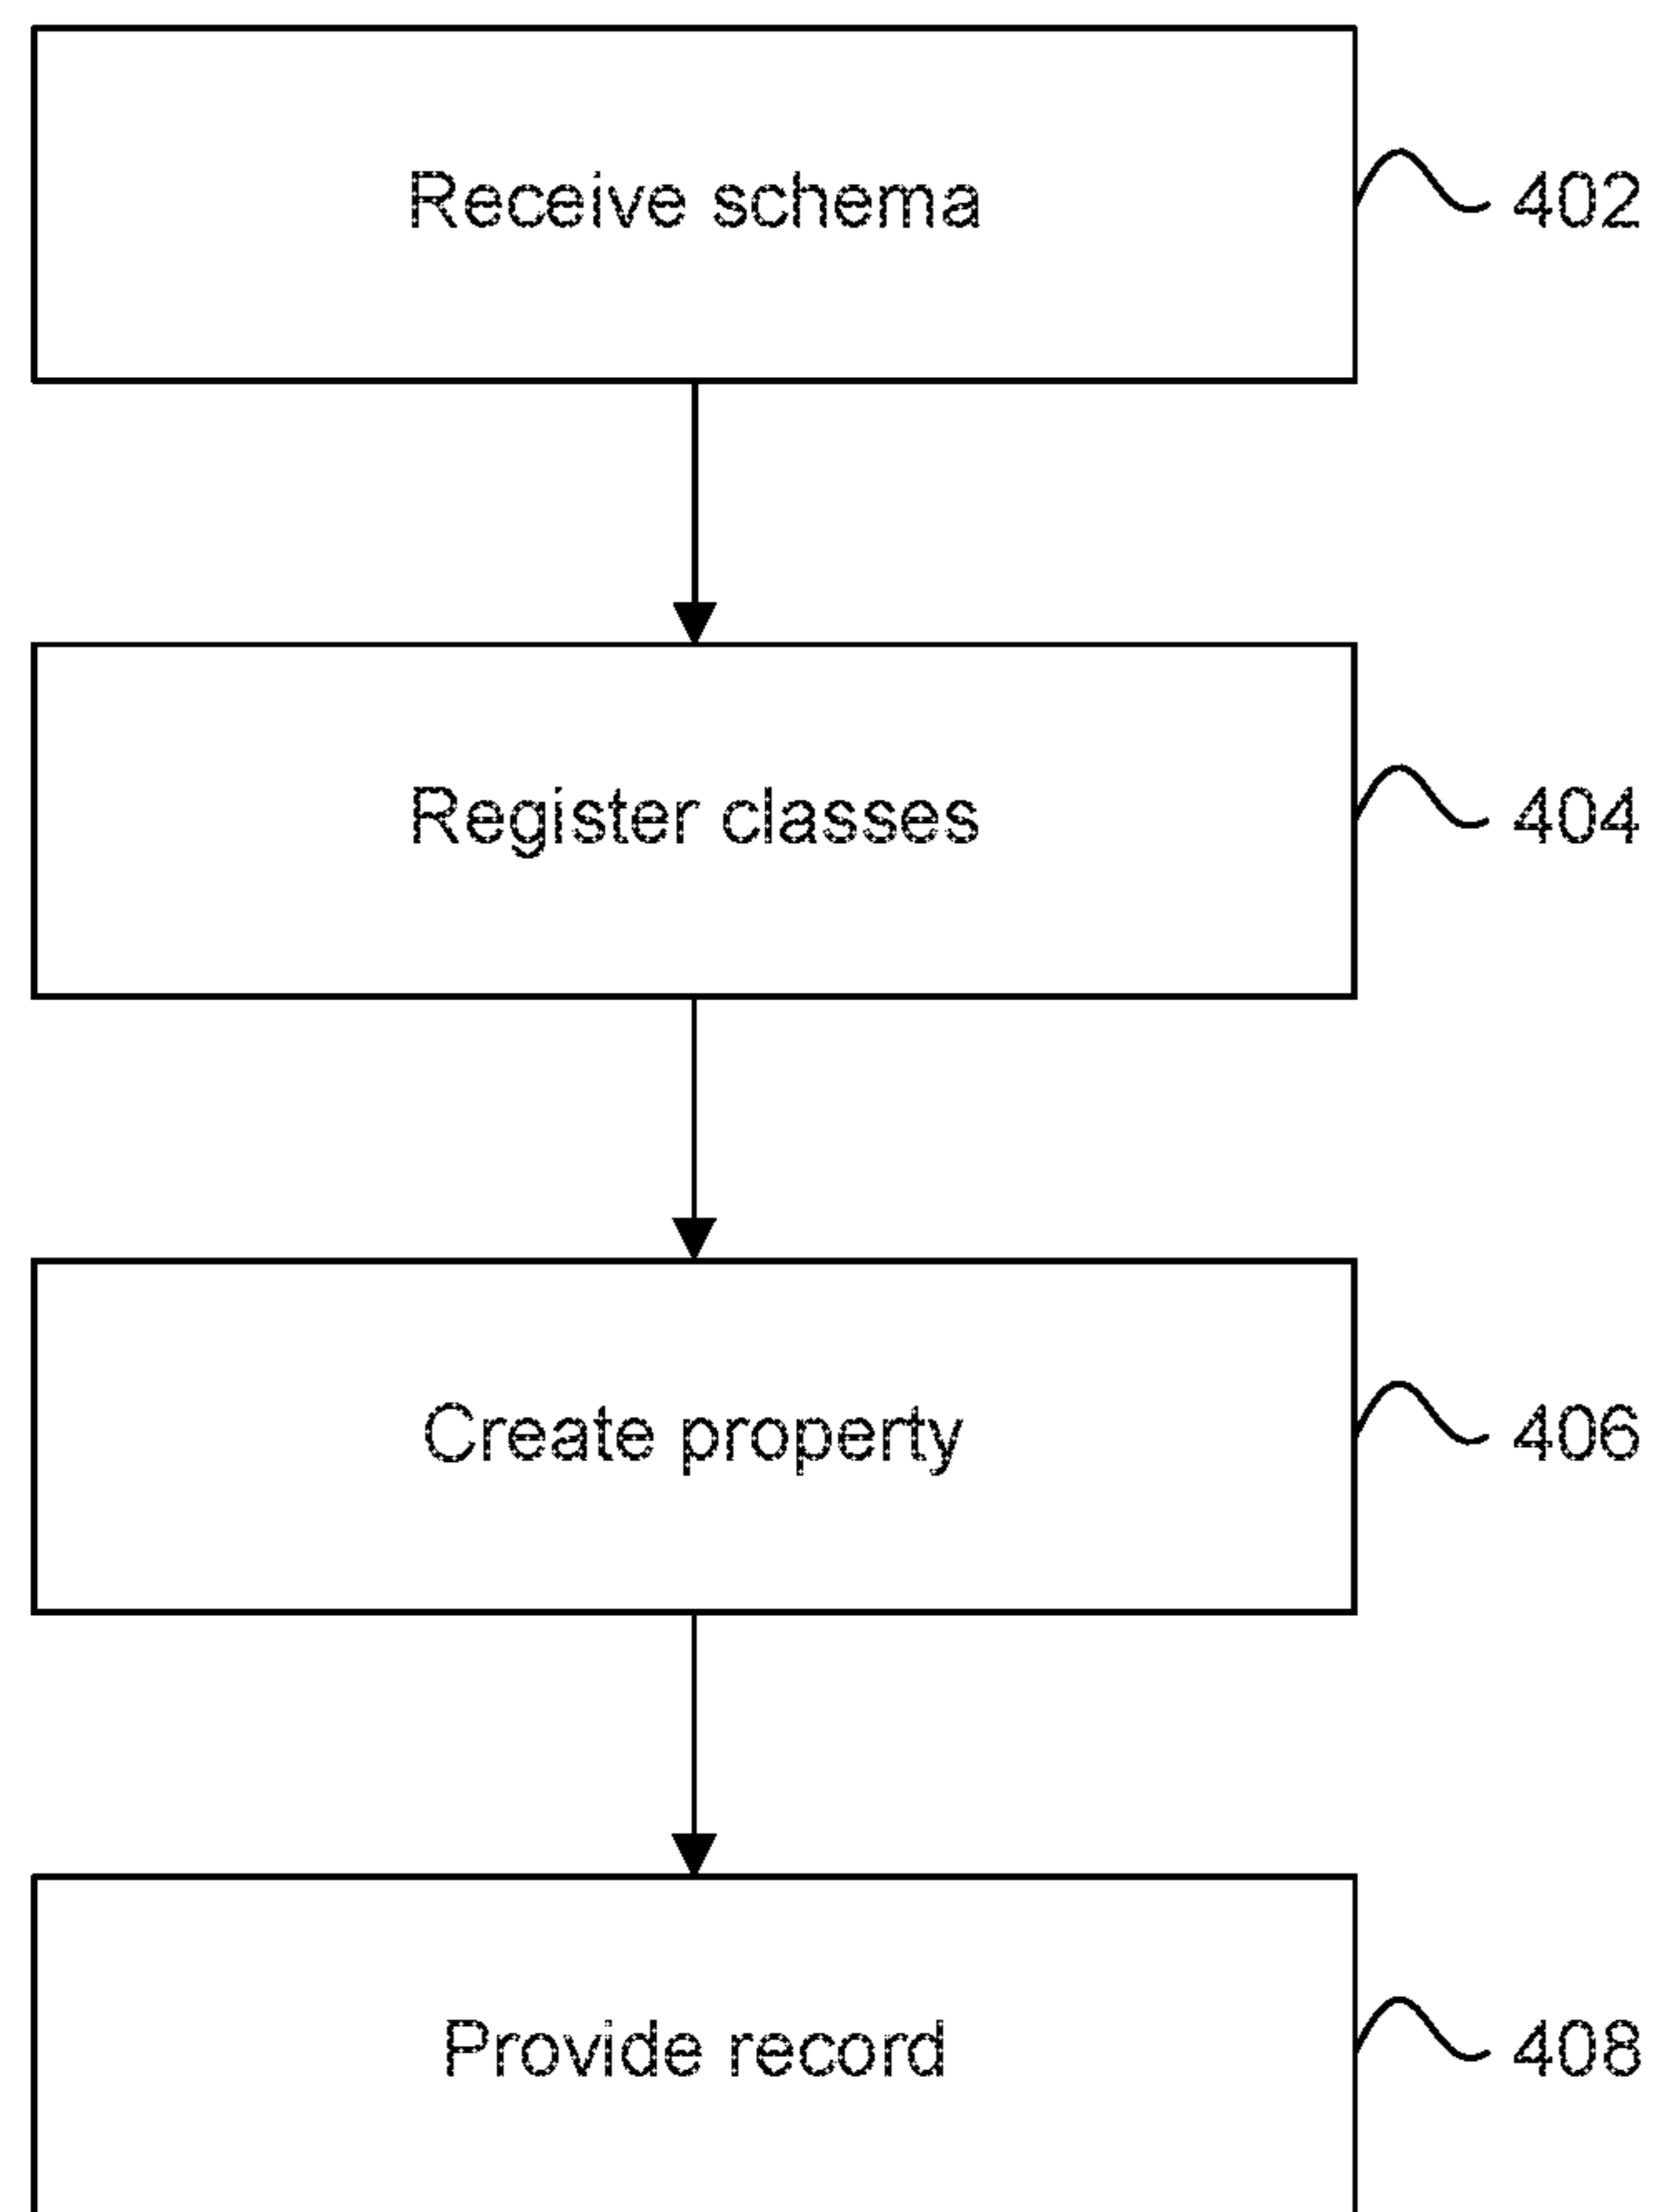 Receive schema 402
Register classes 404
Create property 406
Provide record 408